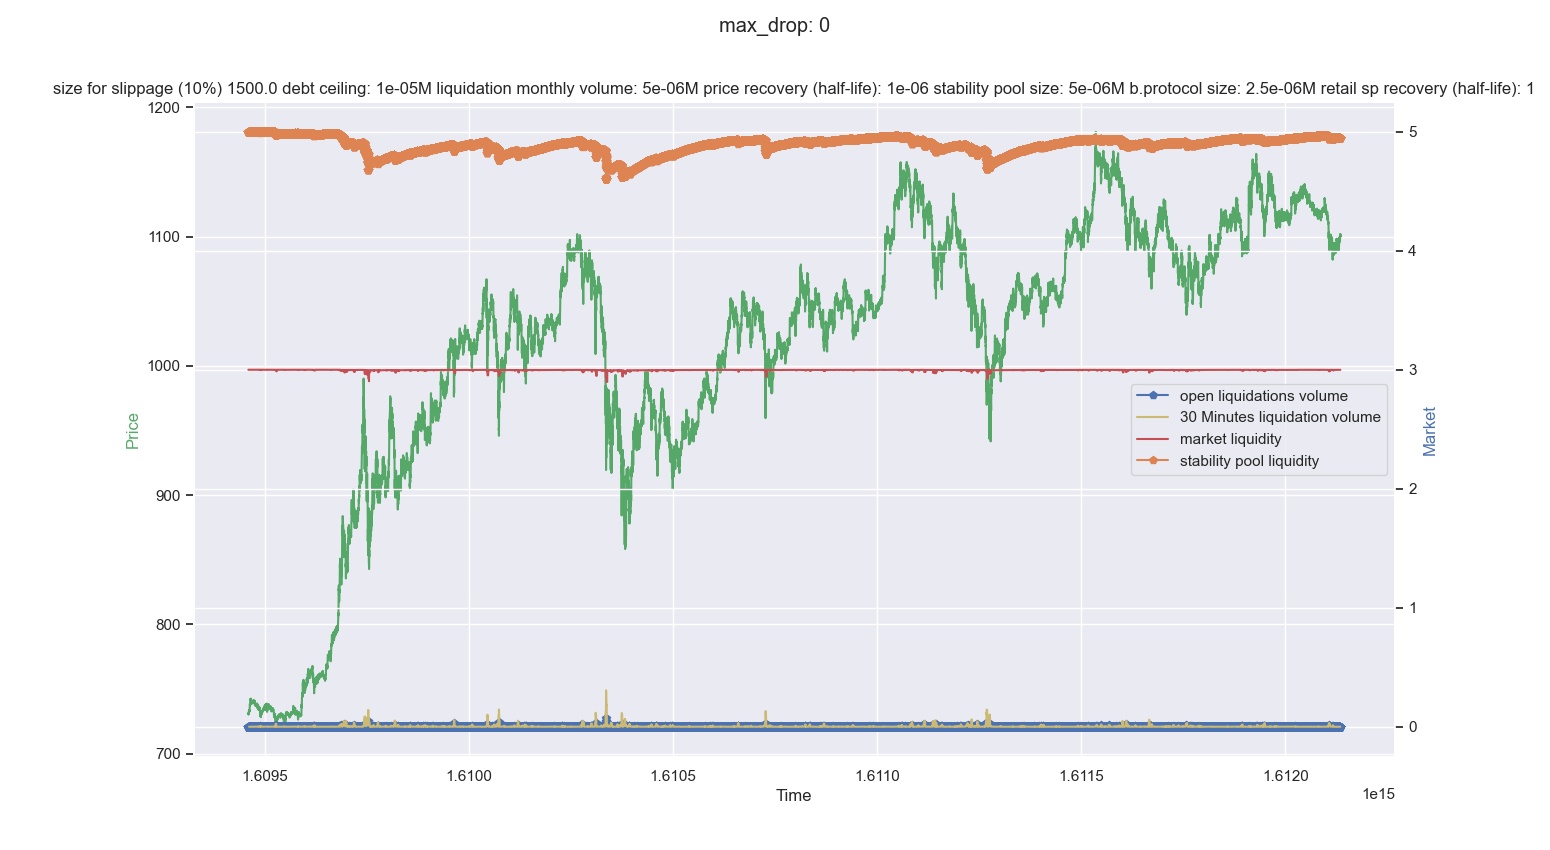 max_drop: 0
size for slippage (10%) 1500.0 debt ceiling: 1e-05M liquidation monthly volume: 5e-06M price recovery (half-life): 1e-06 stability pool size: 5e-06M b.protocol size: 2.5e-06M retail sp recovery (half-life): 1
1200
1100
1000
900
800
700
Price
5
4
3
2
1
0
Market
open liquidations volume
30 Minutes liquidation volume
market liquidity
stability pool liquidity
1.6095 1.6100 1.6105 1.6110 1.6115 1.6120
Time
1e15